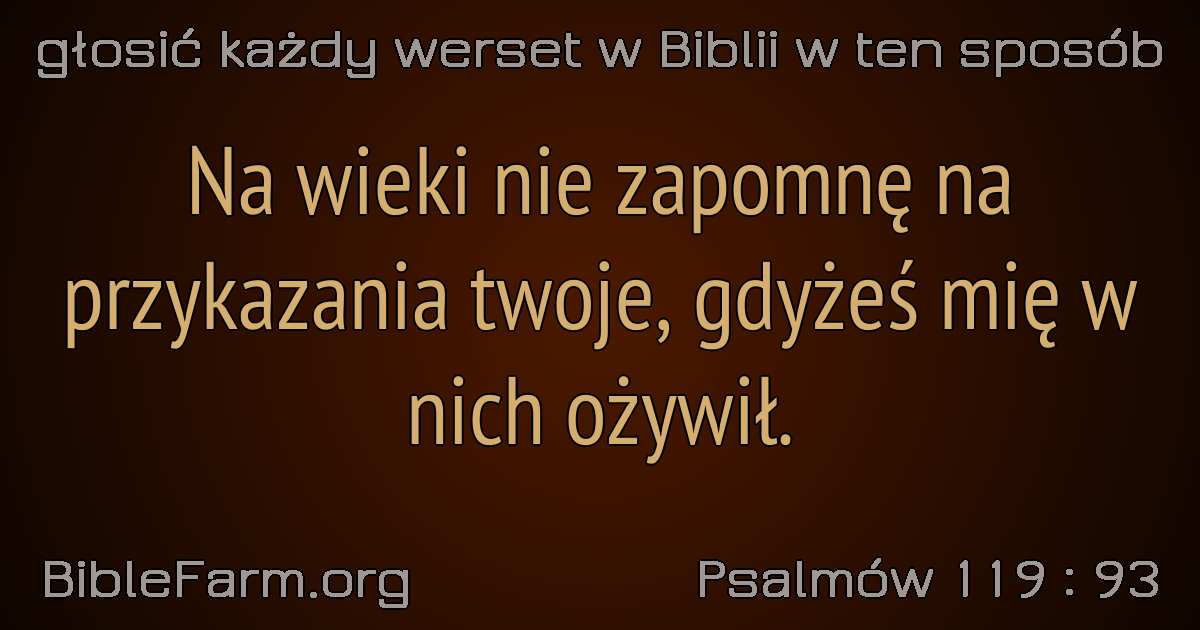 głosić każdy werset w Biblii w ten sposób
Na wieki nie zapomnę na
przykazania twoje, gdyżeś mię w
nich ożywił.
BibleFarm.org
Psalmów 119 : 93